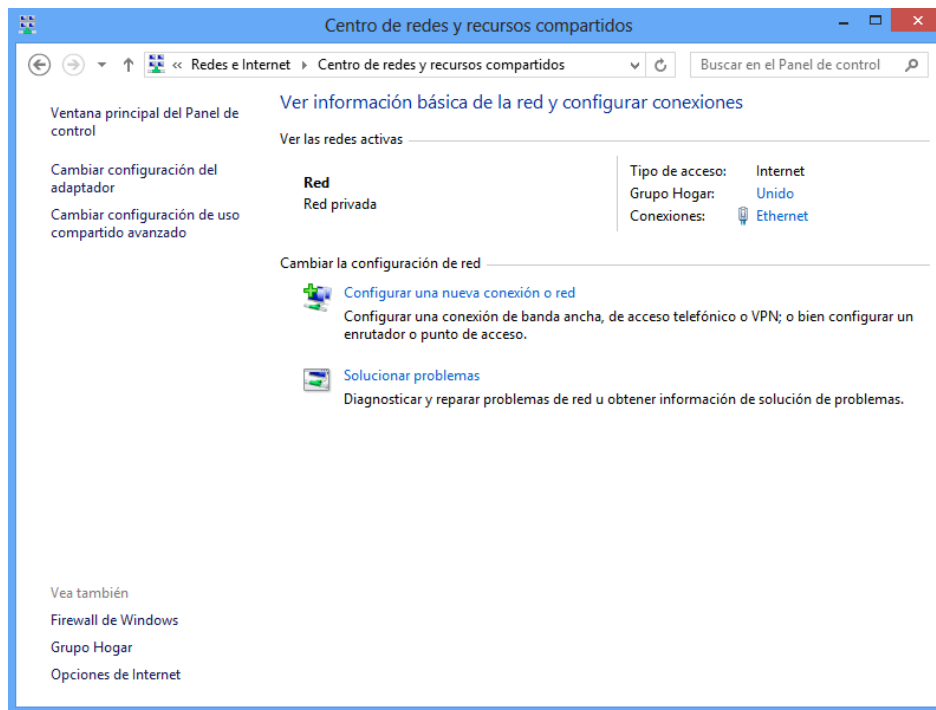 Centro de redes y recursos compartidos
« Redes e Internet Centro de redes y recursos compartidos
Buscar en el Panel de control
Ventana principal del Panel de
control
Cambiar configuración del
adaptador
Cambiar configuración de uso
compartido avanzado
Ver información básica de la red y configurar conexiones
Ver las redes activas
Red
Red privada
Tipo de acceso: Internet
Grupo Hogar: Unido
Conexiones: Ethernet
Cambiar la configuración de red
Configurar una nueva conexión o red
Configurar una conexión de banda ancha, de acceso telefónico o VPN; o bien configurar un
enrutador o punto de acceso.
Solucionar problemas
Diagnosticar y reparar problemas de red u obtener información de solución de problemas.
Vea también
Firewall de Windows
Grupo Hogar
Opciones de Internet